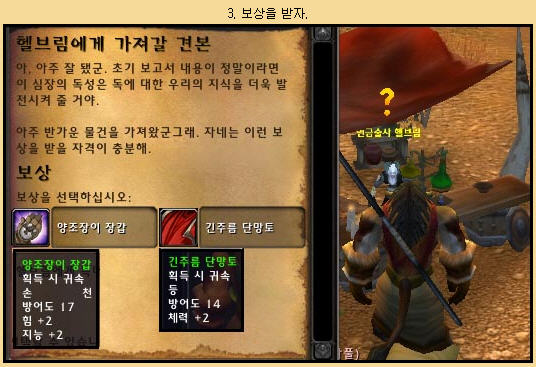 3. 보상을 받자.
헬브림에게 가져갈 견본
아, 아주 잘 됐군. 초기 보고서 내용이 정말이라면
이 심장의 독성은 독에 대한 우리의 지식을 더욱 발
전시켜 줄 거야.
아주 반가운 물건을 가져왔군그래. 자네는 이런 보
상을 받을 자격이 충분해.
보상
보상을 선택하십시오:
양조장이 장갑
긴주름 단망토
양조장이 장갑
획득 시 귀속
손 천
방어도 17
힘 +2
지능 +2
긴주름 단망토
획득 시 귀속
등
방어도 14
체력 +2
?
연금술사 헬브림